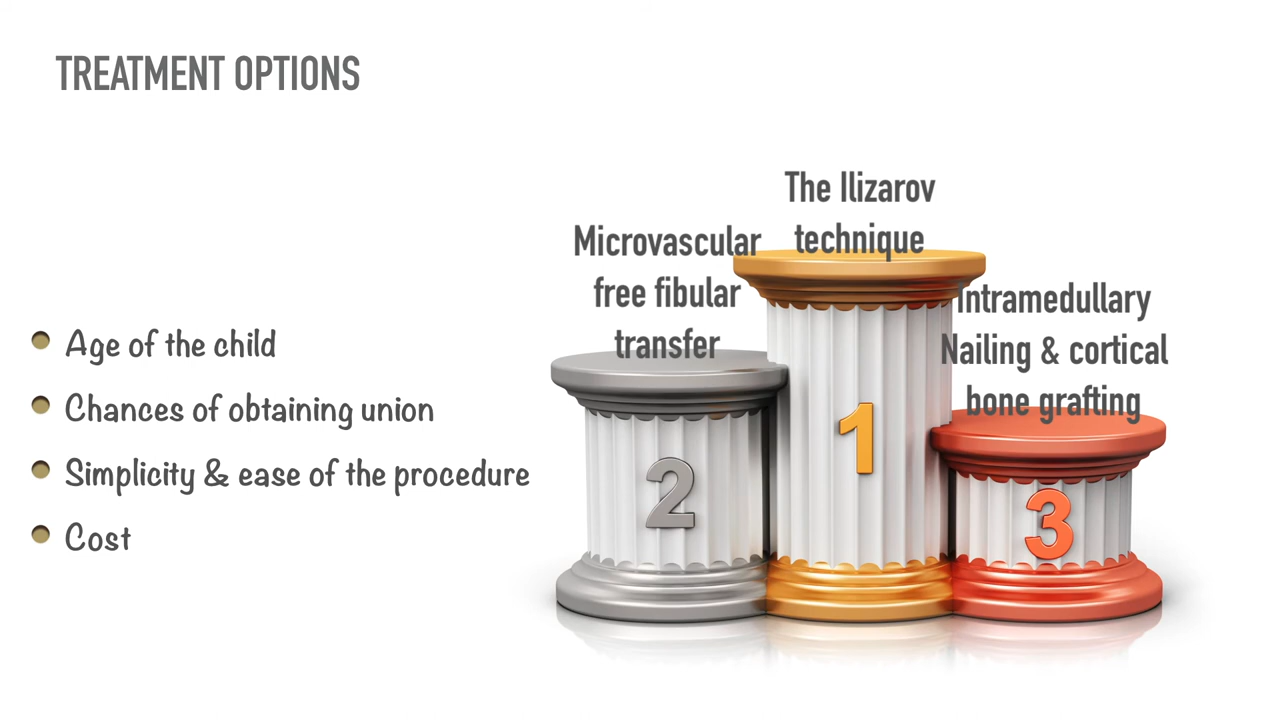 TREATMENT OPTIONS
Age of the child
Chances of obtaining union
Simplicity & ease of the procedure
Cost
Microvascular
free fibular
transfer
2
The Ilizarov
technique
1
Intramedullary
Nailing & cortical
bone grafting
3